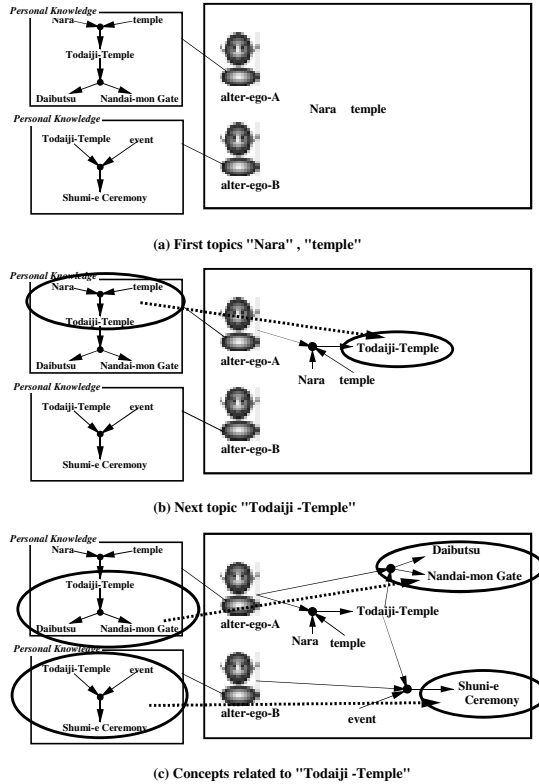 Personal Knowledge
Nara temple
Todaiji-Temple
Daibutsu Nandai-mon Gate
alter-ego-A
Nara temple
Personal Knowledge
Todaiji-Temple event
Shumi-e Ceremony
alter-ego-B
(a) First topics "Nara" , "temple"
Personal Knowledge
Nara temple
Todaiji-Temple
Daibutsu Nandai-mon Gate
alter-ego-A
Todaiji-Temple
Nara temple
Personal Knowledge
Todaiji-Temple event
Shumi-e Ceremony
alter-ego-B
(b) Next topic "Todaiji -Temple"
Personal Knowledge
Nara temple
Todaiji-Temple
Daibutsu Nandai-mon Gate
alter-ego-A
Daibutsu
Nandai-mon Gate
Todaiji-Temple
Nara temple
Personal Knowledge
Todaiji-Temple event
Shumi-e Ceremony
alter-ego-B
event
Shuni-e
Ceremony
(c) Concepts related to "Todaiji -Temple"